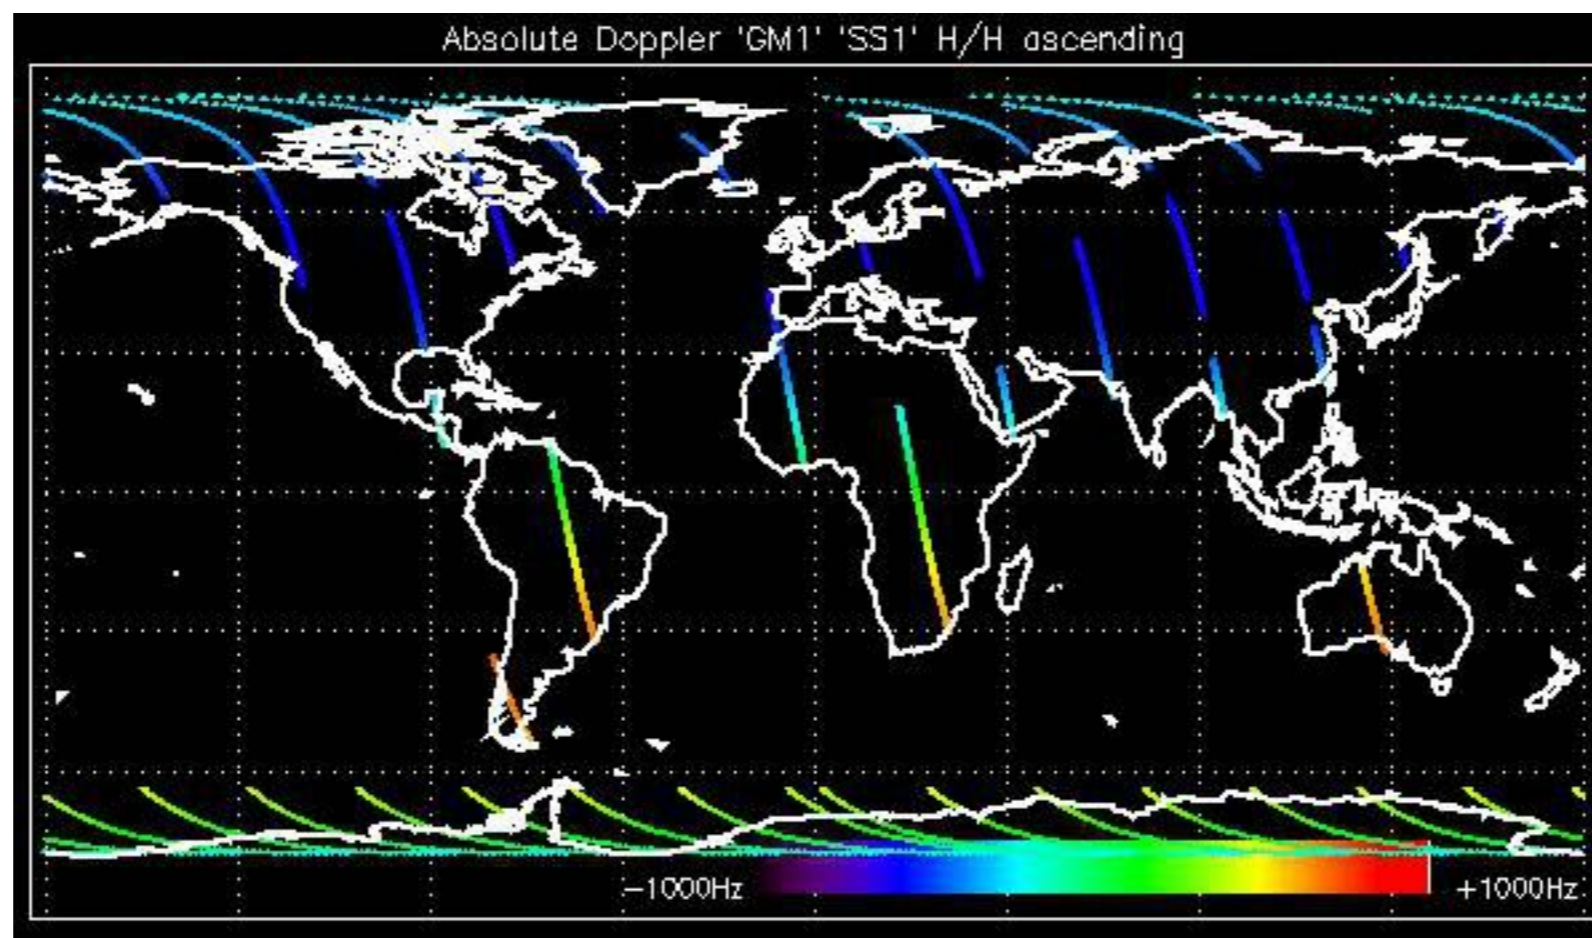 Absolute Doppler 'GM1' 'SS1' H/H ascending
-1000Hz
+1000Hz